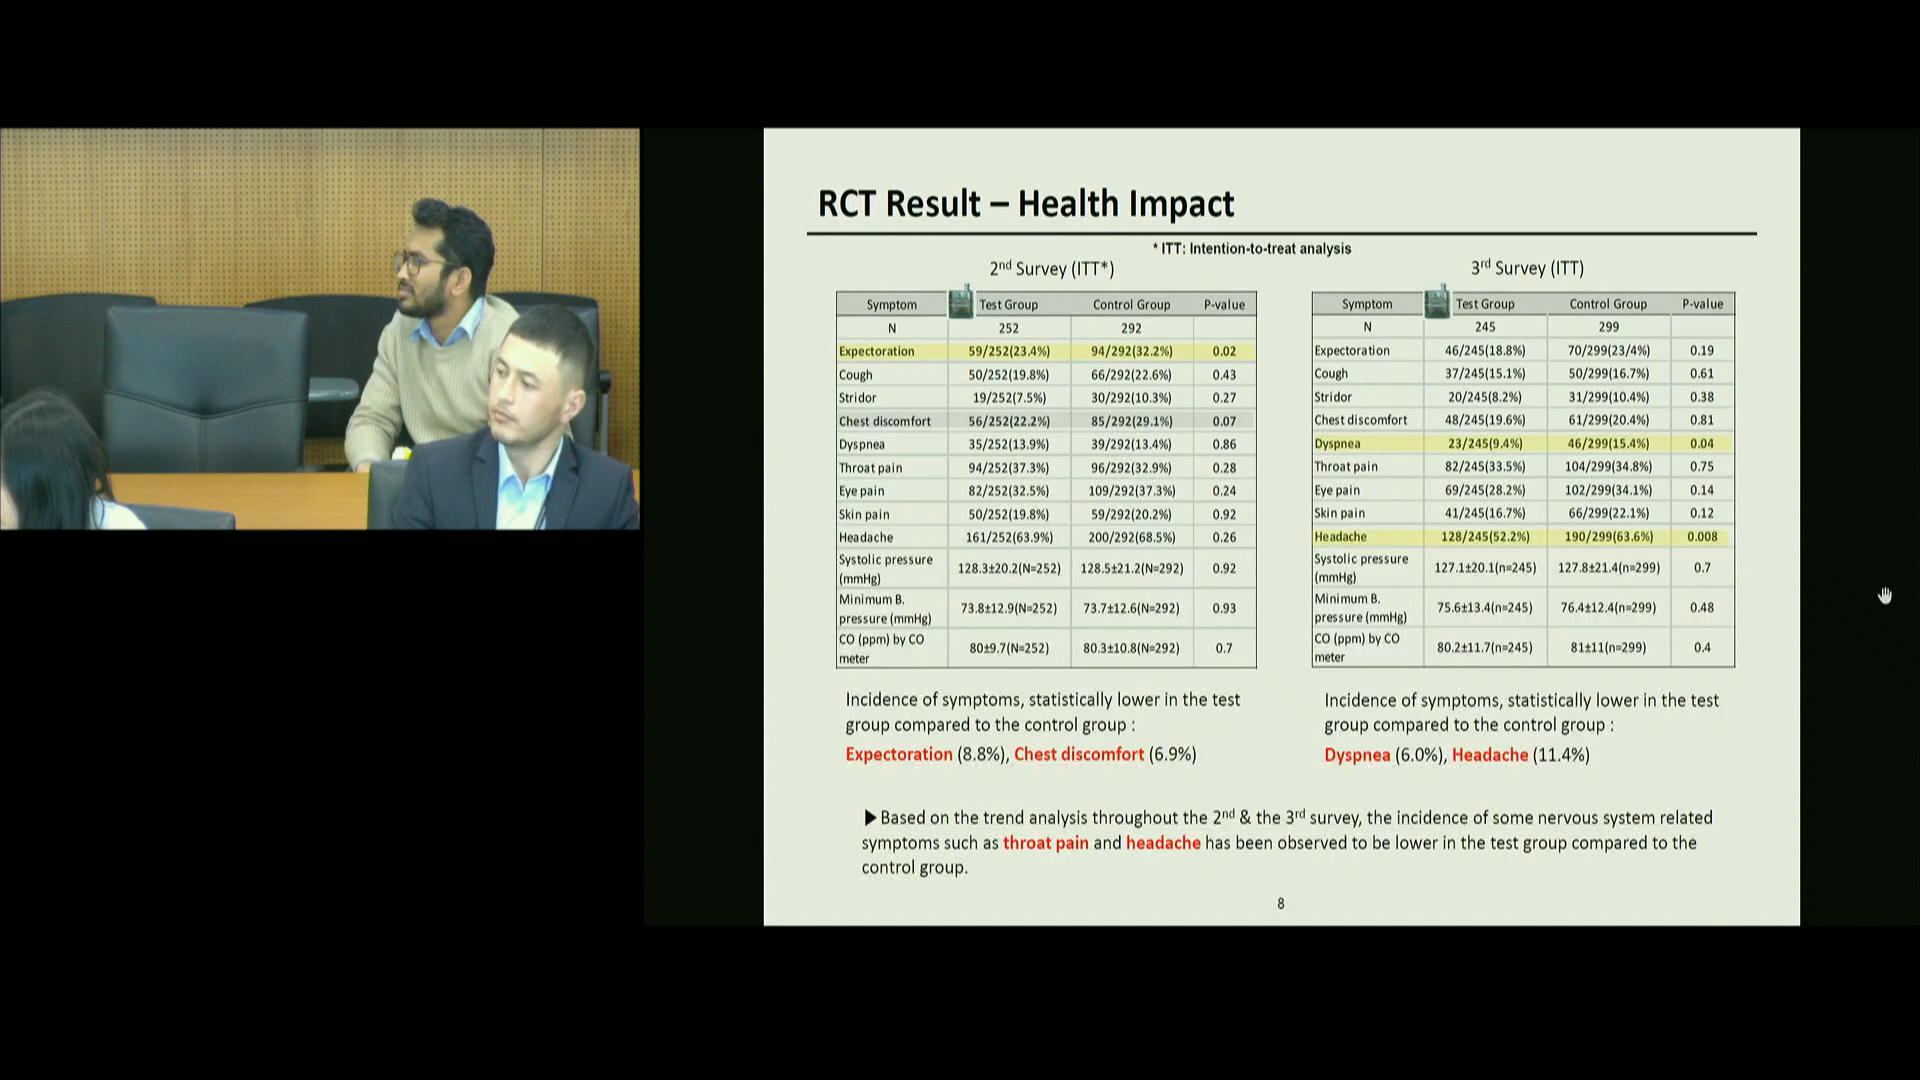 RCT Result – Health Impact
* ITT: Intention-to-treat analysis
2nd Survey (ITT*)
Symptom Test Group Control Group P-value
N 252 292
Expectoration 59/252(23.4%) 94/292(32.2%) 0.02
Cough 50/252(19.8%) 66/292(22.6%) 0.43
Stridor 19/252(7.5%) 30/292(10.3%) 0.27
Chest discomfort 56/252(22.2%) 85/292(29.1%) 0.07
Dyspnea 35/252(13.9%) 39/292(13.4%) 0.86
Throat pain 94/252(37.3%) 96/292(32.9%) 0.28
Eye pain 82/252(32.5%) 109/292(37.3%) 0.24
Skin pain 50/252(19.8%) 59/292(20.2%) 0.92
Headache 161/252(63.9%) 200/292(68.5%) 0.26
Systolic pressure
(mmHg) 128.3±20.2(N=252) 128.5±21.2(N=292) 0.92
Minimum B.
pressure (mmHg) 73.8±12.9(N=252) 73.7±12.6(N=292) 0.93
CO (ppm) by CO
meter 80±9.7(N=252) 80.3±10.8(N=292) 0.7
Incidence of symptoms, statistically lower in the test
group compared to the control group :
Expectoration (8.8%), Chest discomfort (6.9%)
3rd Survey (ITT)
Symptom Test Group Control Group P-value
N 245 299
Expectoration 46/245(18.8%) 70/299(23/4%) 0.19
Cough 37/245(15.1%) 50/299(16.7%) 0.61
Stridor 20/245(8.2%) 31/299(10.4%) 0.38
Chest discomfort 48/245(19.6%) 61/299(20.4%) 0.81
Dyspnea 23/245(9.4%) 46/299(15.4%) 0.04
Throat pain 82/245(33.5%) 104/299(34.8%) 0.75
Eye pain 69/245(28.2%) 102/299(34.1%) 0.14
Skin pain 41/245(16.7%) 66/299(22.1%) 0.12
Headache 128/245(52.2%) 190/299(63.6%) 0.008
Systolic pressure
(mmHg) 127.1±20.1(n=245) 127.8±21.4(n=299) 0.7
Minimum B.
pressure (mmHg) 75.6±13.4(n=245) 76.4±12.4(n=299) 0.48
CO (ppm) by CO
meter 80.2±11.7(n=245) 81±11(n=299) 0.4
Incidence of symptoms, statistically lower in the test
group compared to the control group :
Dyspnea (6.0%), Headache (11.4%)
▶Based on the trend analysis throughout the 2nd & the 3rd survey, the incidence of some nervous system related
symptoms such as throat pain and headache has been observed to be lower in the test group compared to the
control group.
8